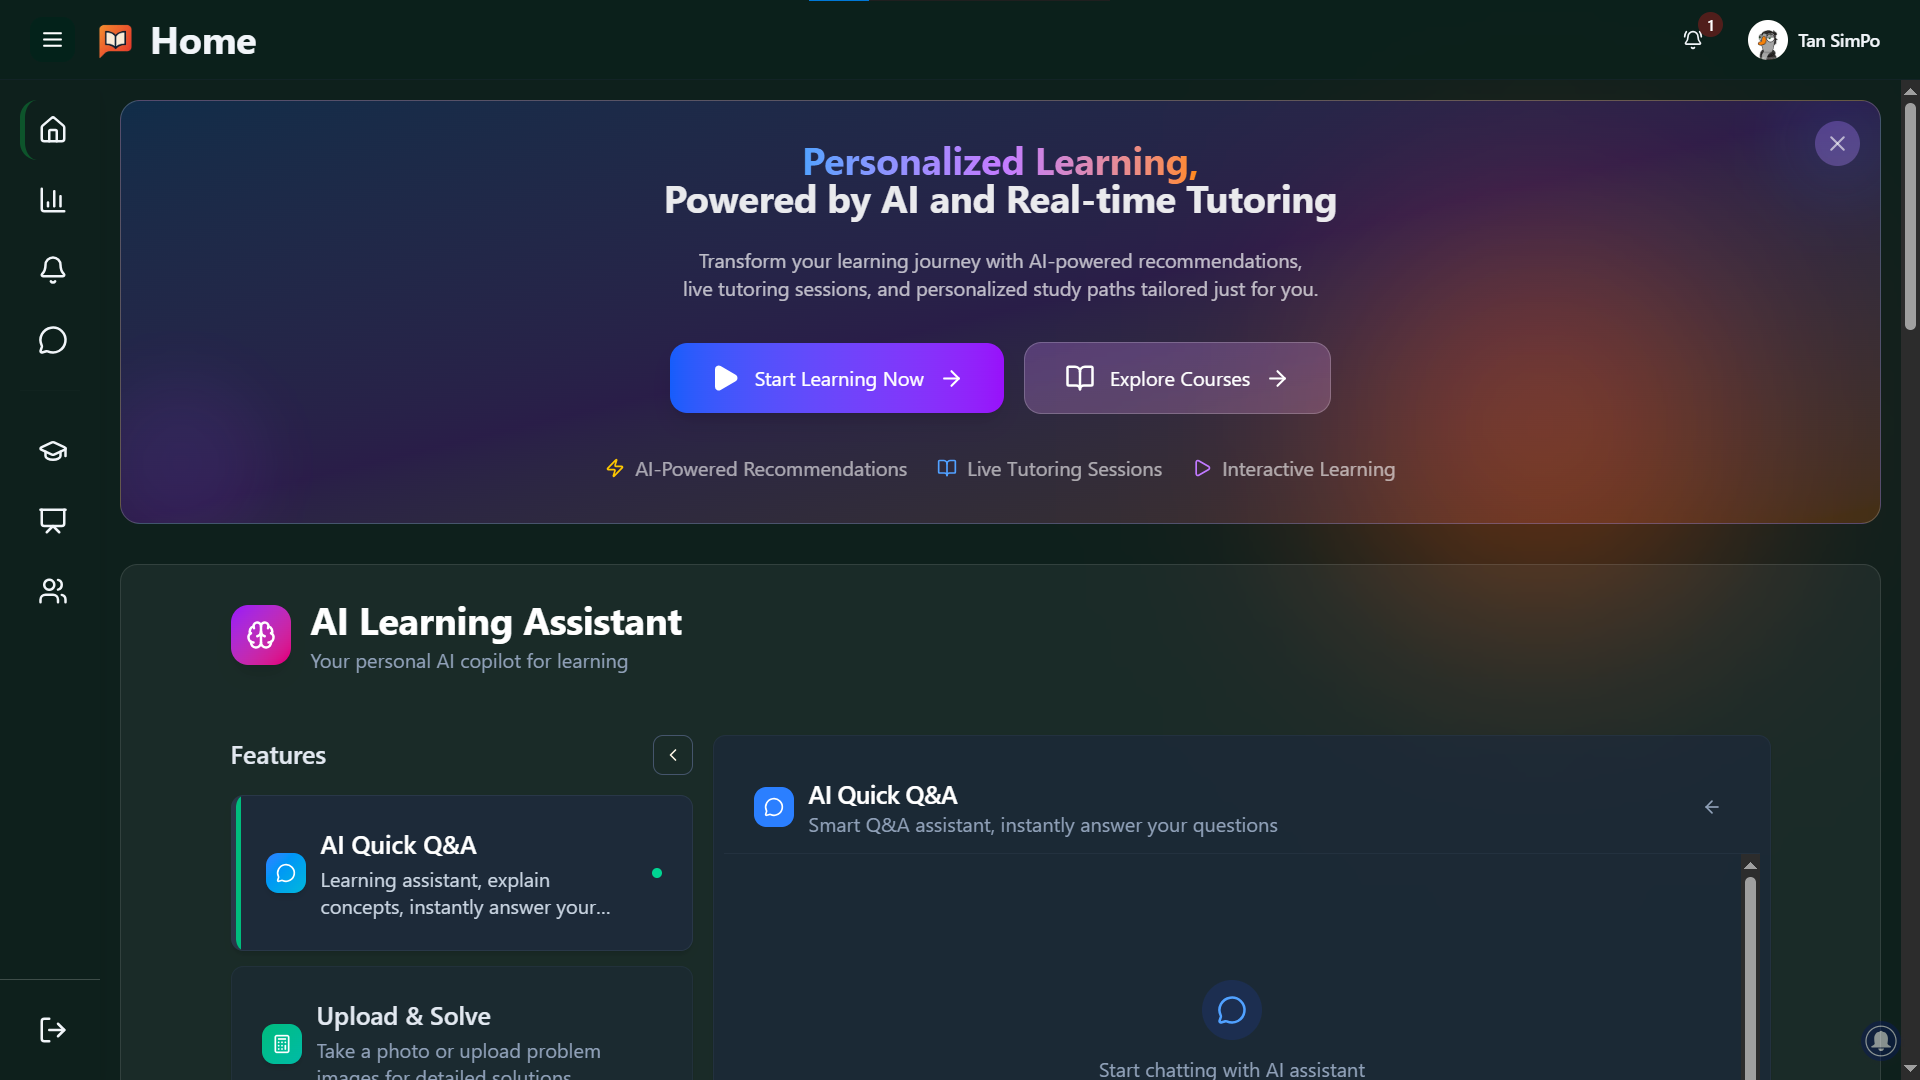 Home
1
Tan SimPo
Personalized Learning,
Powered by AI and Real-time Tutoring
Transform your learning journey with AI-powered recommendations,
live tutoring sessions, and personalized study paths tailored just for you.
Start Learning Now
Explore Courses
AI-Powered Recommendations
Live Tutoring Sessions
Interactive Learning
AI Learning Assistant
Your personal AI copilot for learning
Features
AI Quick Q&A
Learning assistant, explain
concepts, instantly answer your...
Upload & Solve
Take a photo or upload problem
images for detailed solutions
AI Quick Q&A
Smart Q&A assistant, instantly answer your questions
Start chatting with AI assistant